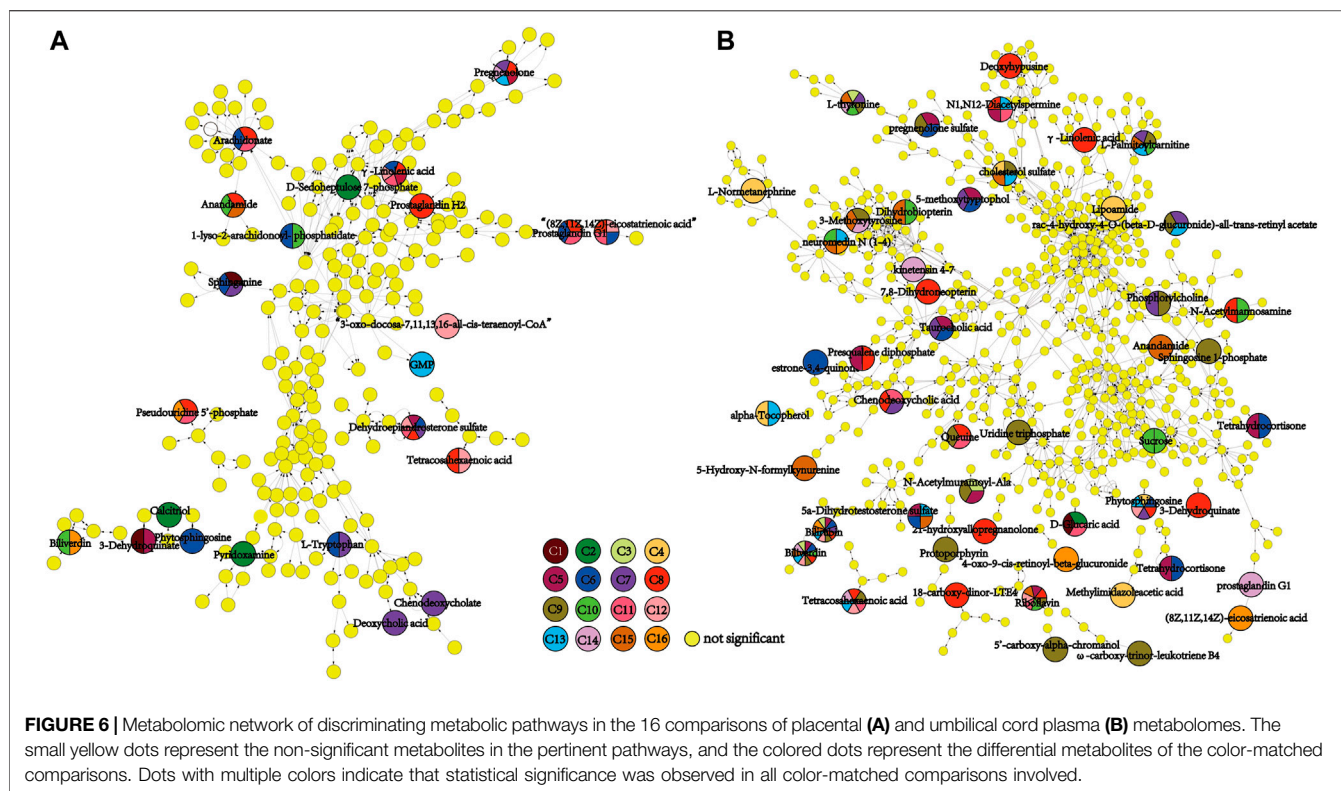 A
B
Pregnenolone
Arachidonate
γ-Linolenic acid
D-Sedoheptulose 7-phosphate
Anandamide
Prostaglandin H2
"(8Z,11Z,14Z)-eicostatrienoic acid"
Prostaglandin G1
1-lyso-2-arachidonoyl-phosphatidate
Sphinganine
"3-oxo-docosa-7,11,13,16-all-cis-teraenoyl-CoA"
GMP
Pseudouridine 5'-phosphate
Dehydroepiandrosterone sulfate
Tetracosahexaenoic acid
Calcitriol
Biliverdin
3-Dehydroquinate
Phytosphingosine
Pyridoxamine
L-Tryptophan
Chenodeoxycholate
Deoxycholic acid
C1 C2 C3 C4
C5 C6 C7 C8
C9 C10 C11 C12
C13 C14 C15 C16 not significant
Deoxyhypusine
L-thyronine
N1,N12-Diacetylspermine
pregnenolone sulfate
γ-Linolenic acid
L-Palmitoylcarnitine
cholesterol sulfate
L-Normetanephrine
5-methoxytryptophol
Lipoamide
Dihydrobiopterin
3-Methoxytyrosine
rac-4-hydroxy-4-O-(beta-D-glucuronide)-all-trans-retinyl acetate
neuromedin N (1-4)
kinetensin 4-7
7,8-Dihydroneopterin
Phosphorylcholine
N-Acetylmannosamine
Taurocholic acid
Anandamide
Sphingosine 1-phosphate
Presqualene diphosphate
estrone-3,4-quinone
Chenodeoxycholic acid
alpha-Tocopherol
Queuine
Uridine triphosphate
Sucrose
Tetrahydrocortisone
5-Hydroxy-N-formylkynurenine
N-Acetylmuramoyl-Ala
5a-Dihydrotestosterone sulfate
Phytosphingosine
3-Dehydroquinate
D-Glucaric acid
Bilirubin
21-hydroxyallopregnanolone
Biliverdin
Protoporphyrin
4-oxo-9-cis-retinoyl-beta-glucuronide
Tetrahydrocortisone
prostaglandin G1
Tetracosahexaenoic acid
18-carboxy-dinor-LTE4
Riboflavin
Methylimidazoleacetic acid
(8Z,11Z,14Z)-eicosatrienoic acid
5'-carboxy-alpha-chromanol
ω-carboxy-trinor-leukotriene B4
FIGURE 6 | Metabolomic network of discriminating metabolic pathways in the 16 comparisons of placental (A) and umbilical cord plasma (B) metabolomes. The
small yellow dots represent the non-significant metabolites in the pertinent pathways, and the colored dots represent the differential metabolites of the color-matched
comparisons. Dots with multiple colors indicate that statistical significance was observed in all color-matched comparisons involved.